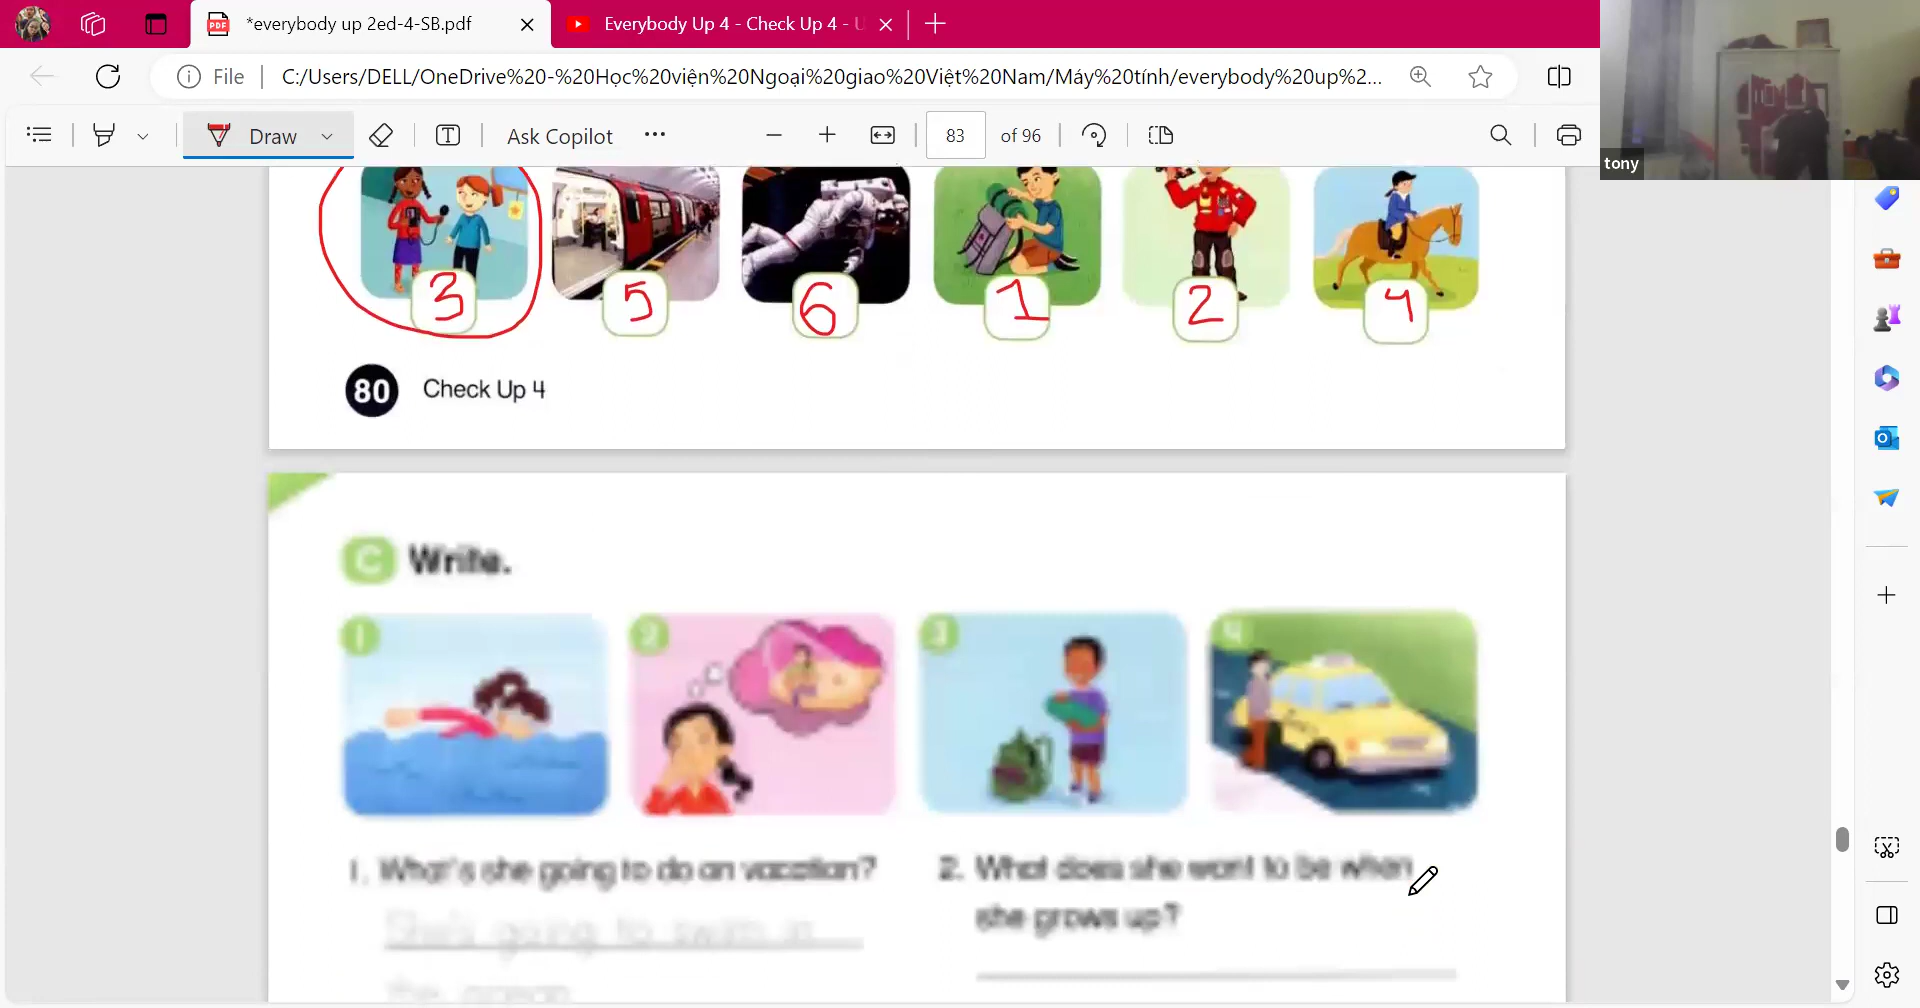 *everybody up 2ed-4-SB.pdf
Everybody Up 4 - Check Up 4 - U
File
C:/Users/DELL/OneDrive%20-%20Học%20viện%20Ngoại%20giao%20Việt%20Nam/Máy%20tính/everybody%20up%2...
Draw
Ask Copilot
83 of 96
tony
3 5 6 1 2 4
80 Check Up 4
C Write.
1 2 3 4
1. What's she going to do on vacation?
She's going to swim in
the ocean
2. What does she want to be when
she grows up?